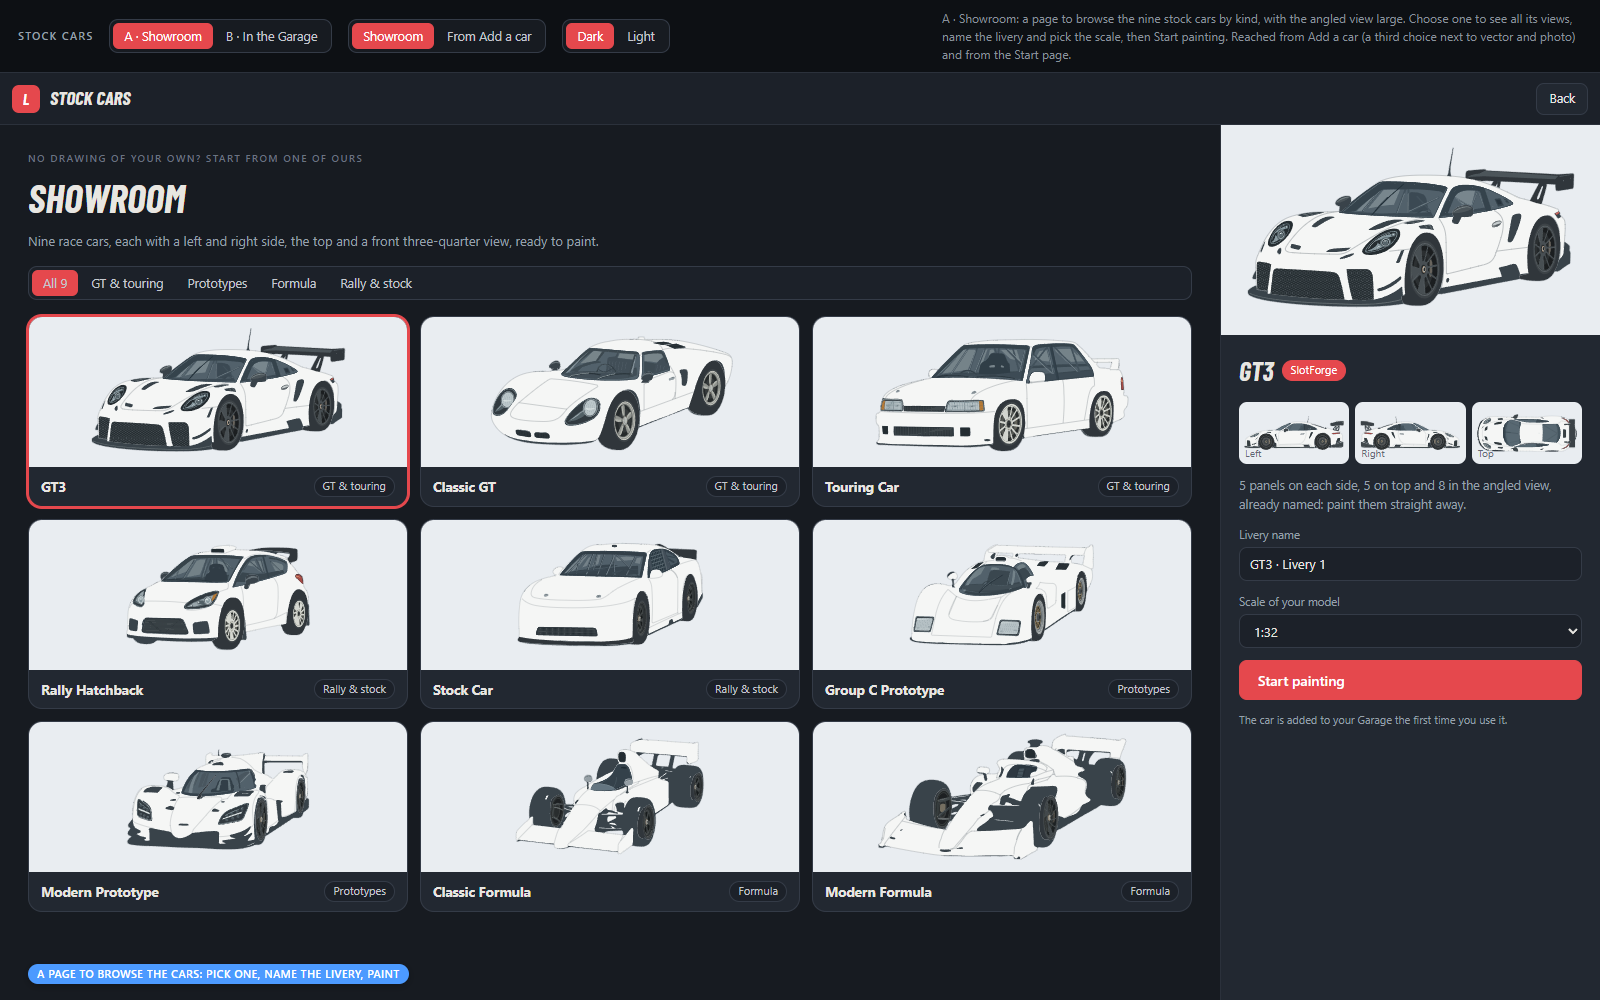 STOCK CARS
A · Showroom
B · In the Garage
Showroom
From Add a car
Dark
Light
A · Showroom: a page to browse the nine stock cars by kind, with the angled view large. Choose one to see all its views,
name the livery and pick the scale, then Start painting. Reached from Add a car (a third choice next to vector and photo)
and from the Start page.
L
STOCK CARS
Back
NO DRAWING OF YOUR OWN? START FROM ONE OF OURS
SHOWROOM
Nine race cars, each with a left and right side, the top and a front three-quarter view, ready to paint.
All 9
GT & touring
Prototypes
Formula
Rally & stock
GT3
GT & touring
Classic GT
GT & touring
Touring Car
GT & touring
Rally Hatchback
Rally & stock
Stock Car
Rally & stock
Group C Prototype
Prototypes
Modern Prototype
Prototypes
Classic Formula
Formula
Modern Formula
Formula
A PAGE TO BROWSE THE CARS: PICK ONE, NAME THE LIVERY, PAINT
GT3
SlotForge
Left
Right
Top
5 panels on each side, 5 on top and 8 in the angled view,
already named: paint them straight away.
Livery name
GT3 · Livery 1
Scale of your model
1:32
Start painting
The car is added to your Garage the first time you use it.